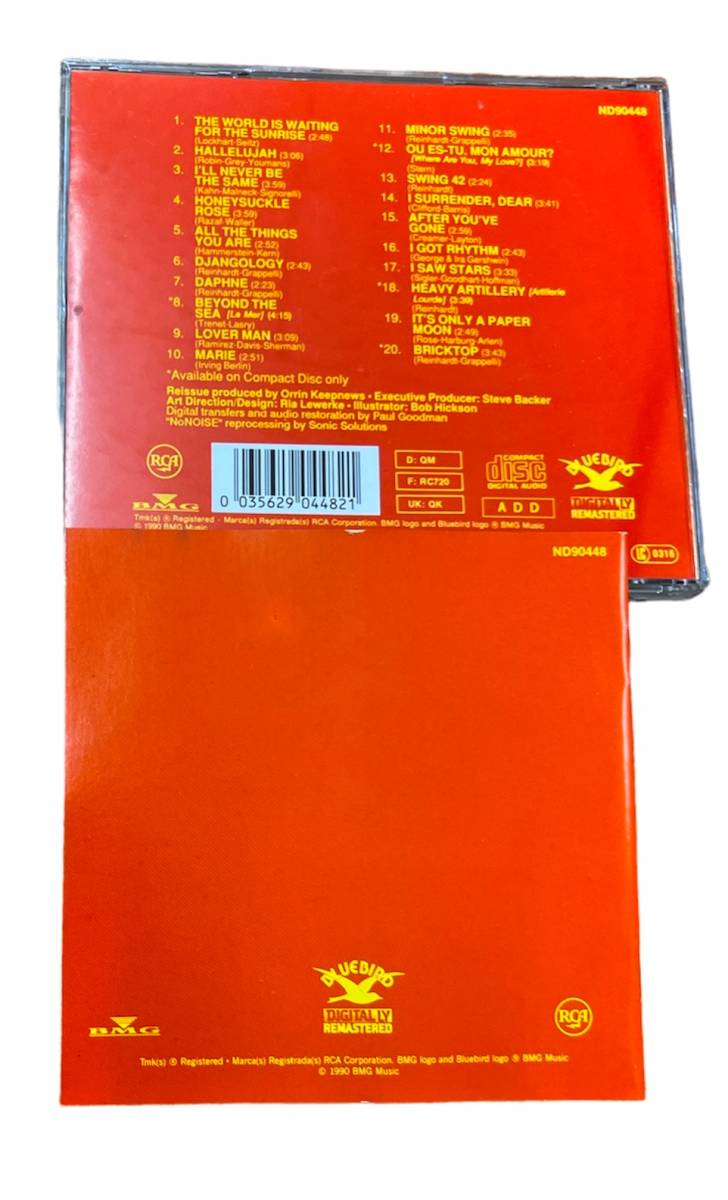 ND90448
1. THE WORLD IS WAITING
FOR THE SUNRISE (2:48)
(Lockhart-Seitz)
2. HALLELUJAH (3:06)
(Robin-Grey-Youmans)
3. I'LL NEVER BE
THE SAME (3:59)
(Kahn-Malneck-Signorelli)
4. HONEYSUCKLE
ROSE (3:59)
(Razaf-Waller)
5. ALL THE THINGS
YOU ARE (2:52)
(Hammerstein-Kern)
6. DJANGOLOGY (2:43)
(Reinhardt-Grappelli)
7. DAPHNE (2:23)
(Reinhardt-Grappelli)
*8. BEYOND THE
SEA [La Mer] (4:15)
(Trenet-Lasry)
9. LOVER MAN (3:09)
(Ramirez-Davis-Sherman)
10. MARIE (2:51)
(Irving Berlin)
*Available on Compact Disc only
11. MINOR SWING (2:35)
(Reinhardt-Grappelli)
*12. OU ES-TU, MON AMOUR?
[Where Are You, My Love?] (3:19)
(Stern)
13. SWING 42 (2:24)
(Reinhardt)
14. I SURRENDER, DEAR (3:41)
(Clifford-Barris)
15. AFTER YOU'VE
GONE (2:59)
(Creamer-Layton)
16. I GOT RHYTHM (2:43)
(George & Ira Gershwin)
17. I SAW STARS (3:33)
(Sigler-Goodhart-Hoffman)
*18. HEAVY ARTILLERY [Artillerie
Lourde] (3:39)
(Reinhardt)
19. IT'S ONLY A PAPER
MOON (2:49)
(Rose-Harburg-Arlen)
*20. BRICKTOP (3:43)
(Reinhardt-Grappelli)
Reissue produced by Orrin Keepnews • Executive Producer: Steve Backer
Art Direction/Design: Ria Lewerke • Illustrator: Bob Hickson
Digital transfers and audio restoration by Paul Goodman
"NoNOISE" reprocessing by Sonic Solutions
RCA
BMG
0 035629 044821
D: QM
F: RC720
UK: QK
COMPACT
disc
DIGITAL AUDIO
A D D
BLUEBIRD
DIGITALLY
REMASTERED
Tmk(s) ® Registered • Marca(s) Registrada(s) RCA Corporation. BMG logo and Bluebird logo ® BMG Music
© 1990 BMG Music
LC 0316
ND90448
BMG
BLUEBIRD
DIGITALLY
REMASTERED
RCA
Tmk(s) ® Registered • Marca(s) Registrada(s) RCA Corporation. BMG logo and Bluebird logo ® BMG Music
© 1990 BMG Music